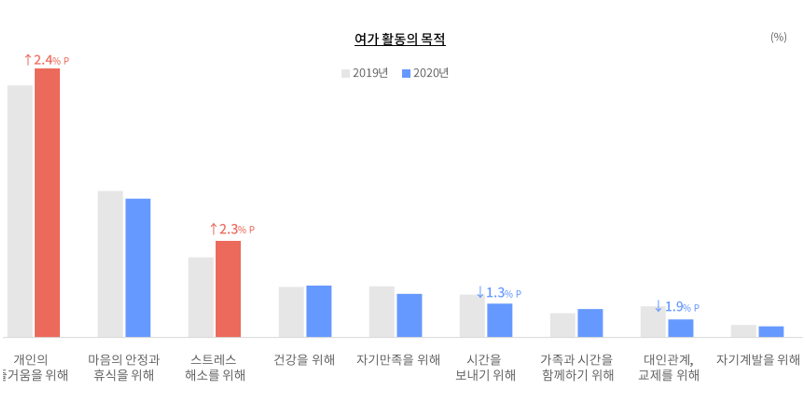 여가 활동의 목적
(%)
2019년 2020년
↑2.4% P
↑2.3% P
↓1.3% P
↓1.9% P
개인의
즐거움을 위해
마음의 안정과
휴식을 위해
스트레스
해소를 위해
건강을 위해
자기만족을 위해
시간을
보내기 위해
가족과 시간을
함께하기 위해
대인관계,
교제를 위해
자기계발을 위해